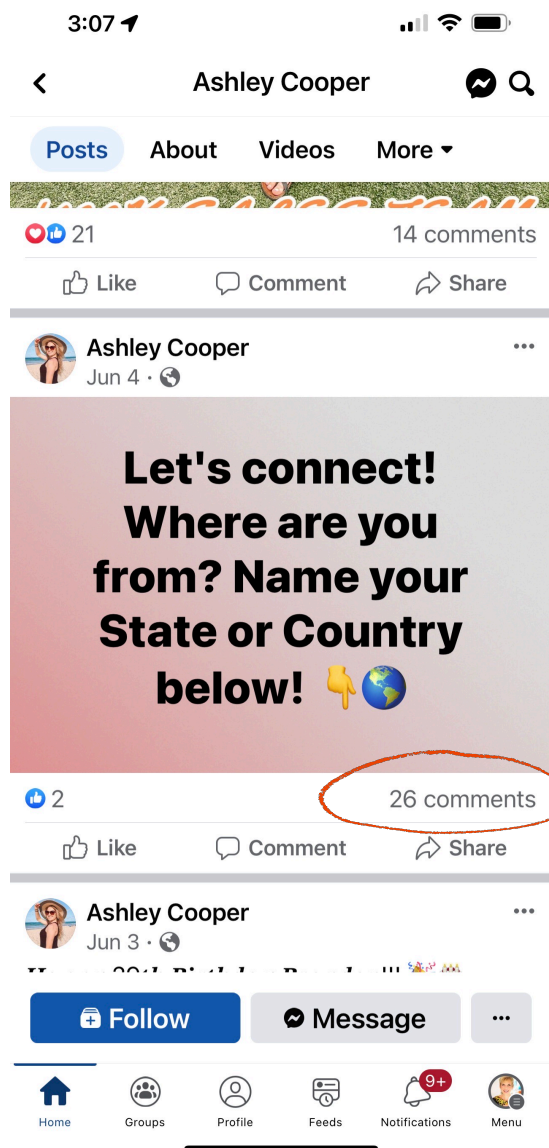 3:07
Ashley Cooper
Posts About Videos More
21 14 comments
Like Comment Share
Ashley Cooper
Jun 4 ·
Let's connect!
Where are you
from? Name your
State or Country
below! 👇🌎
2 26 comments
Like Comment Share
Ashley Cooper
Jun 3 ·
Follow Message ...
9+
Home Groups Profile Feeds Notifications Menu